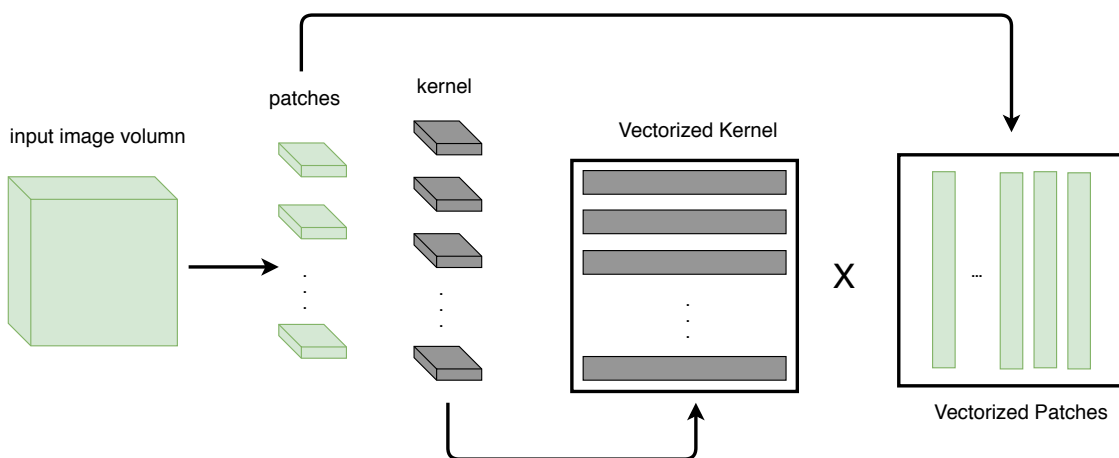 input image volumn
patches
kernel
Vectorized Kernel
X
...
Vectorized Patches